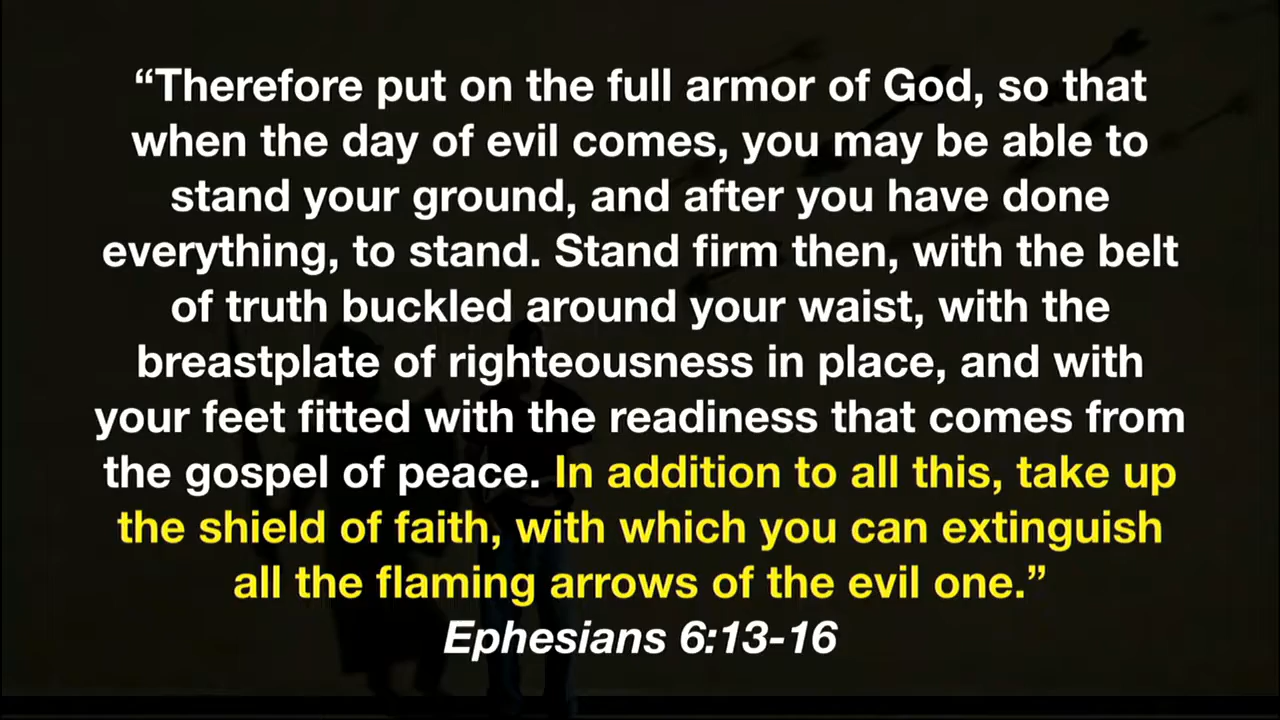 “Therefore put on the full armor of God, so that
when the day of evil comes, you may be able to
stand your ground, and after you have done
everything, to stand. Stand firm then, with the belt
of truth buckled around your waist, with the
breastplate of righteousness in place, and with
your feet fitted with the readiness that comes from
the gospel of peace. In addition to all this, take up
the shield of faith, with which you can extinguish
all the flaming arrows of the evil one.”
Ephesians 6:13-16